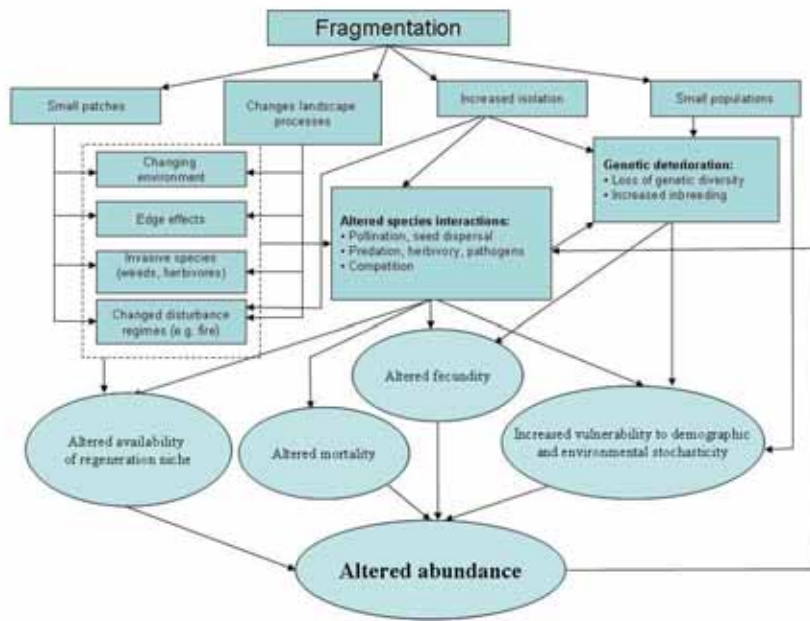 Fragmentation
Small patches
Changes landscape
processes
Increased isolation
Small populations
Changing
environment
Edge effects
Invasive species
(weeds, herbivores)
Changed disturbance
regimes (e.g. fire)
Altered species interactions:
• Pollination, seed dispersal
• Predation, herbivory, pathogens
• Competition
Genetic deterioration:
• Loss of genetic diversity
• Increased inbreeding
Altered fecundity
Altered availability
of regeneration niche
Altered mortality
Increased vulnerability to demographic
and environmental stochasticity
Altered abundance